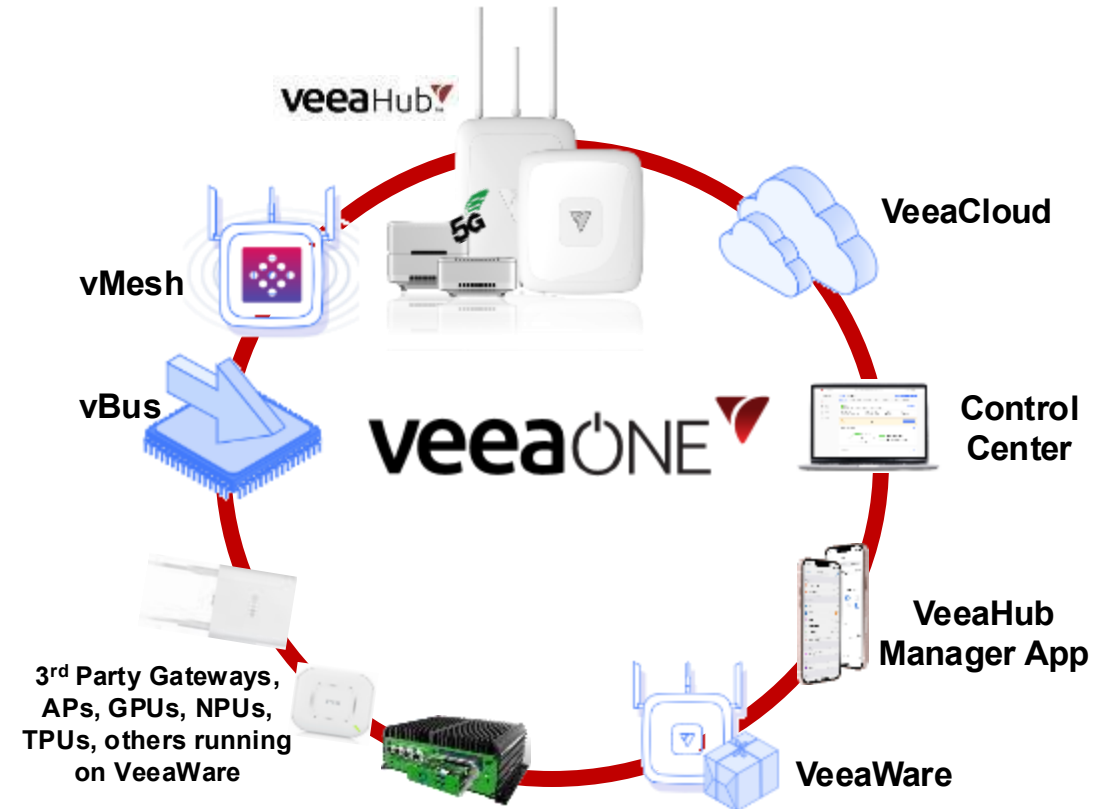 veeaHub
VeeaCloud
5G
vMesh
vBus
veeaONE
Control
Center
VeeaHub
Manager App
3rd Party Gateways,
APs, GPUs, NPUs,
TPUs, others running
on VeeaWare
VeeaWare